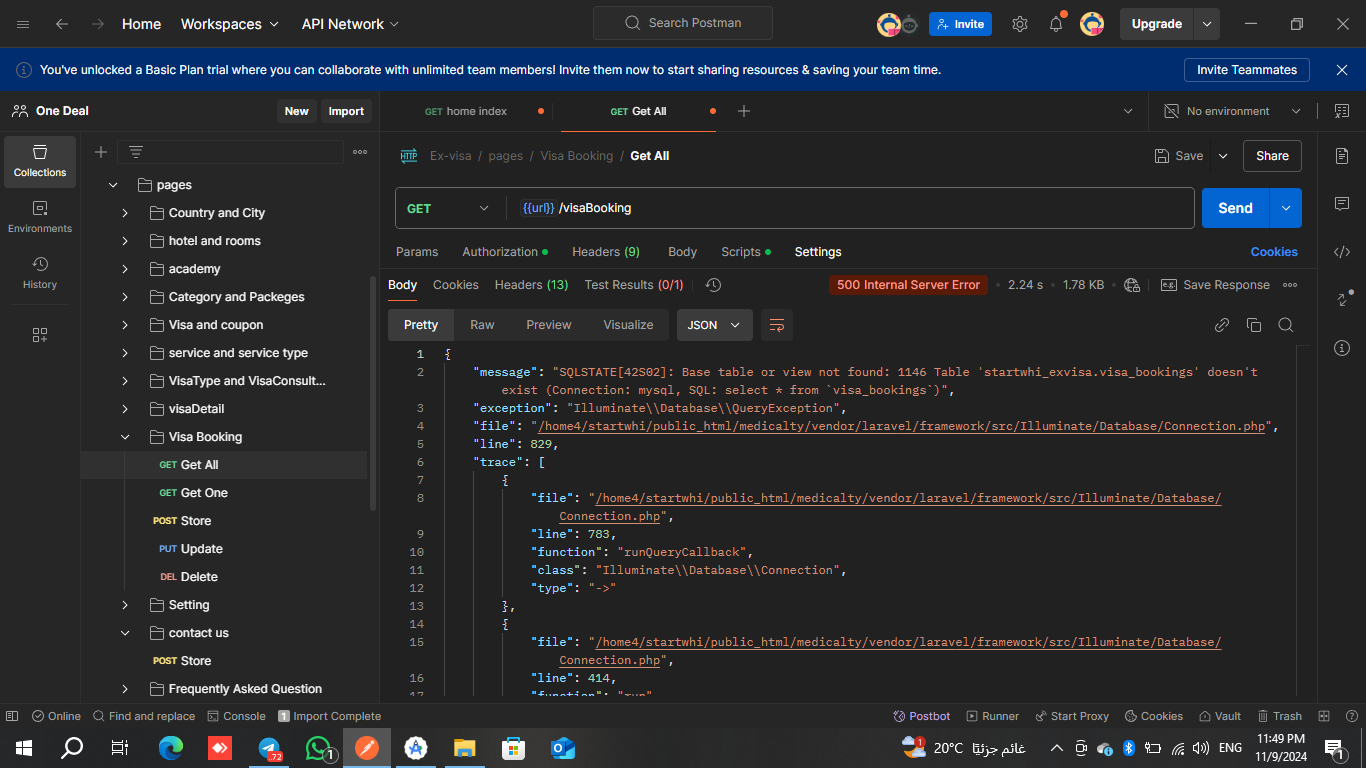 Home
Workspaces
API Network
Search Postman
Invite
Upgrade
You've unlocked a Basic Plan trial where you can collaborate with unlimited team members! Invite them now to start sharing resources & saving your team time.
Invite Teammates
One Deal
New
Import
GET home index
GET Get All
No environment
Collections
Environments
History
pages
Country and City
hotel and rooms
academy
Category and Packeges
Visa and coupon
service and service type
VisaType and VisaConsult...
visaDetail
Visa Booking
GET Get All
GET Get One
POST Store
PUT Update
DEL Delete
Setting
contact us
POST Store
Frequently Asked Question
HTTP Ex-visa / pages / Visa Booking / Get All
Save
Share
GET
{{url}} /visaBooking
Send
Params
Authorization
Headers (9)
Body
Scripts
Settings
Cookies
Body
Cookies
Headers (13)
Test Results (0/1)
500 Internal Server Error
2.24 s
1.78 KB
e.g.
Save Response
Pretty
Raw
Preview
Visualize
JSON
1 {
2 "message": "SQLSTATE[42S02]: Base table or view not found: 1146 Table 'startwhi_exvisa.visa_bookings' doesn't
exist (Connection: mysql, SQL: select * from `visa_bookings`)",
3 "exception": "Illuminate\\Database\\QueryException",
4 "file": "/home4/startwhi/public_html/medicalty/vendor/laravel/framework/src/Illuminate/Database/Connection.php",
5 "line": 829,
6 "trace": [
7 {
8 "file": "/home4/startwhi/public_html/medicalty/vendor/laravel/framework/src/Illuminate/Database/
Connection.php",
9 "line": 783,
10 "function": "runQueryCallback",
11 "class": "Illuminate\\Database\\Connection",
12 "type": "->"
13 },
14 {
15 "file": "/home4/startwhi/public_html/medicalty/vendor/laravel/framework/src/Illuminate/Database/
Connection.php",
16 "line": 414,
17 "function": "run"
Online
Find and replace
Console
1 Import Complete
Postbot
Runner
Start Proxy
Cookies
Vault
Trash
72
1
1
20°C غائم جزئيًا
ENG
11:49 PM
11/9/2024
1